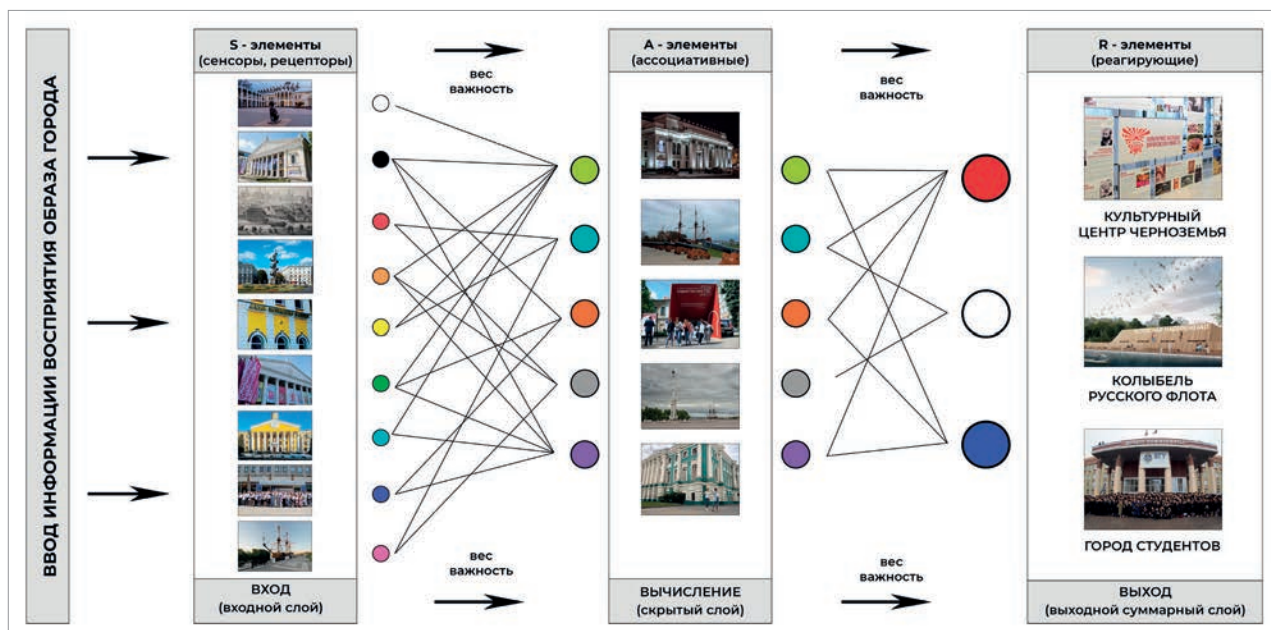 ВВОД ИНФОРМАЦИИ ВОСПРИЯТИЯ ОБРАЗА ГОРОДА
S - элементы
(сенсоры, рецепторы)
вес
важность
A - элементы
(ассоциативные)
вес
важность
R - элементы
(реагирующие)
КУЛЬТУРНЫЙ
ЦЕНТР ЧЕРНОЗЕМЬЯ
КОЛЫБЕЛЬ
РУССКОГО ФЛОТА
ГОРОД СТУДЕНТОВ
ВХОД
(входной слой)
вес
важность
ВЫЧИСЛЕНИЕ
(скрытый слой)
вес
важность
ВЫХОД
(выходной суммарный слой)